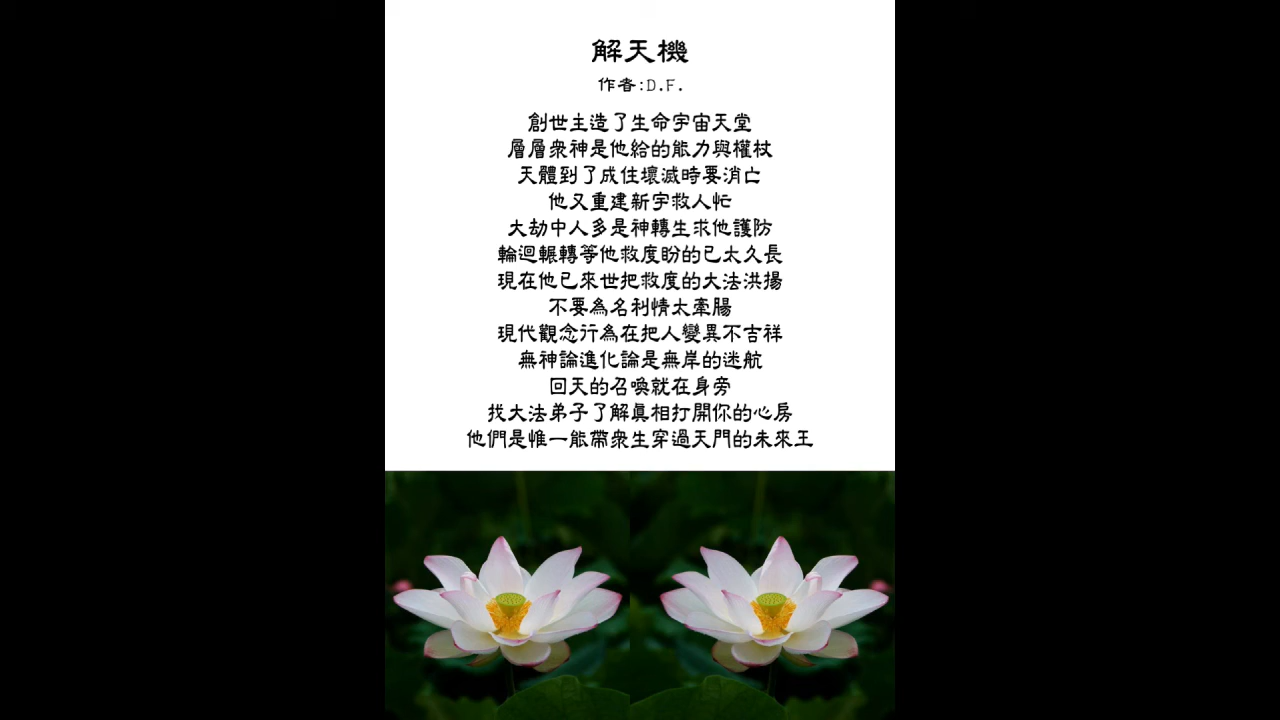 解天機
作者:D.F.
創世主造了生命宇宙天堂
層層衆神是他給的能力與權杖
天體到了成住壞滅時要消亡
他又重建新宇救人忙
大劫中人多是神轉生求他護防
輪迴輾轉等他救度盼的已太久長
現在他已來世把救度的大法洪揚
不要為名利情太牽腸
現代觀念行為在把人變異不吉祥
無神論進化論是無岸的迷航
回天的召喚就在身旁
找大法弟子了解真相打開你的心房
他們是惟一能帶衆生穿過天門的未來王